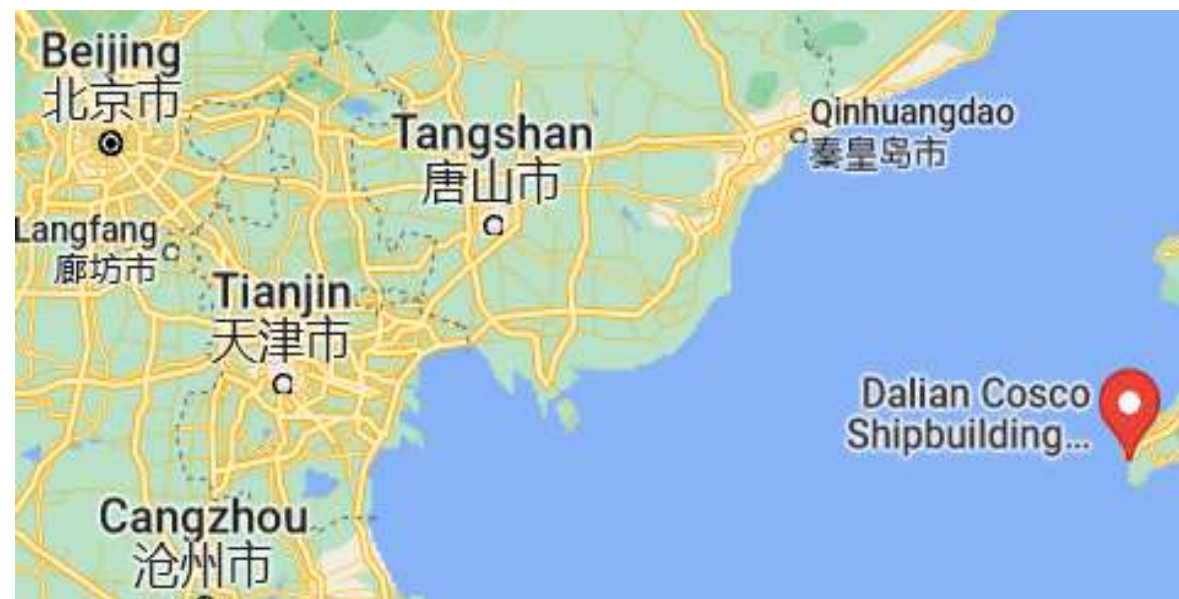 Beijing
北京市
Tangshan
唐山市
Qinhuangdao
秦皇岛市
Langfang
廊坊市
Tianjin
天津市
Dalian Cosco
Shipbuilding...
Cangzhou
沧州市